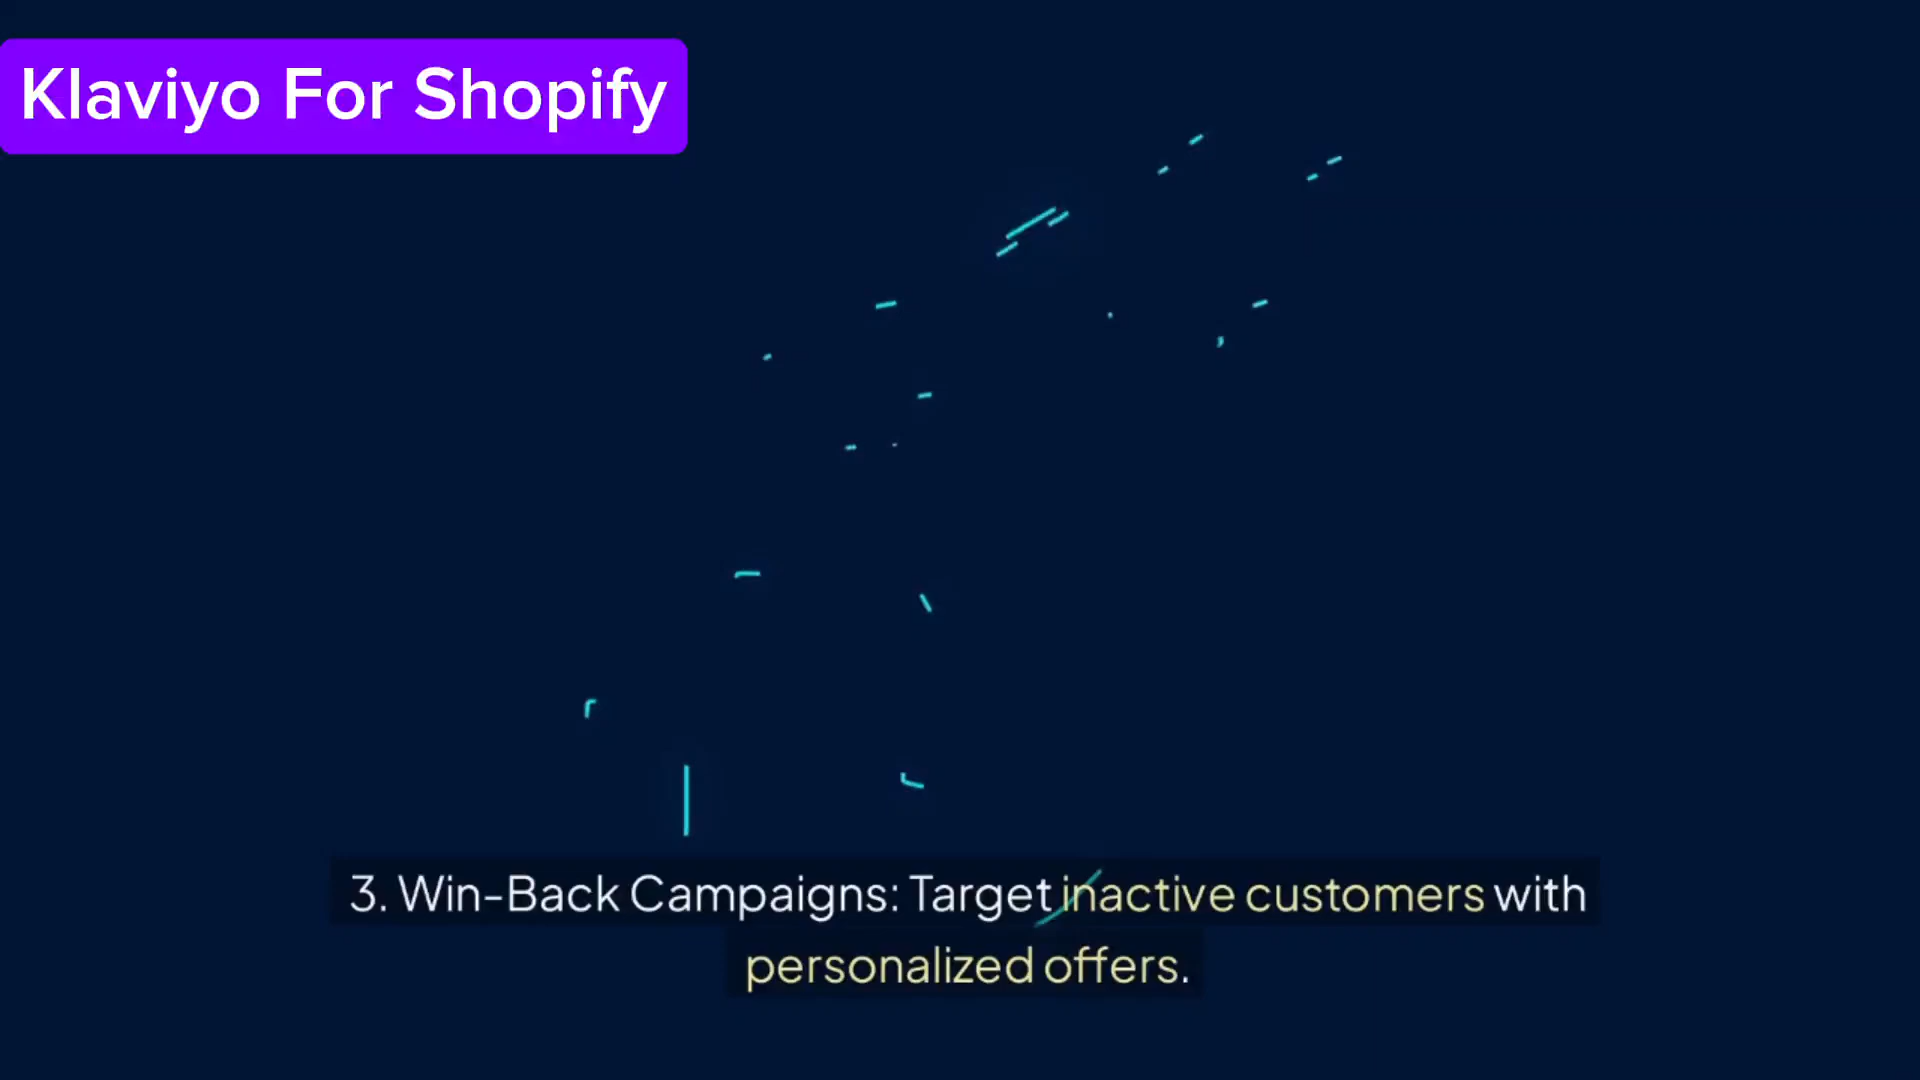 Klaviyo For Shopify
3. Win-Back Campaigns: Target inactive customers with
personalized offers.